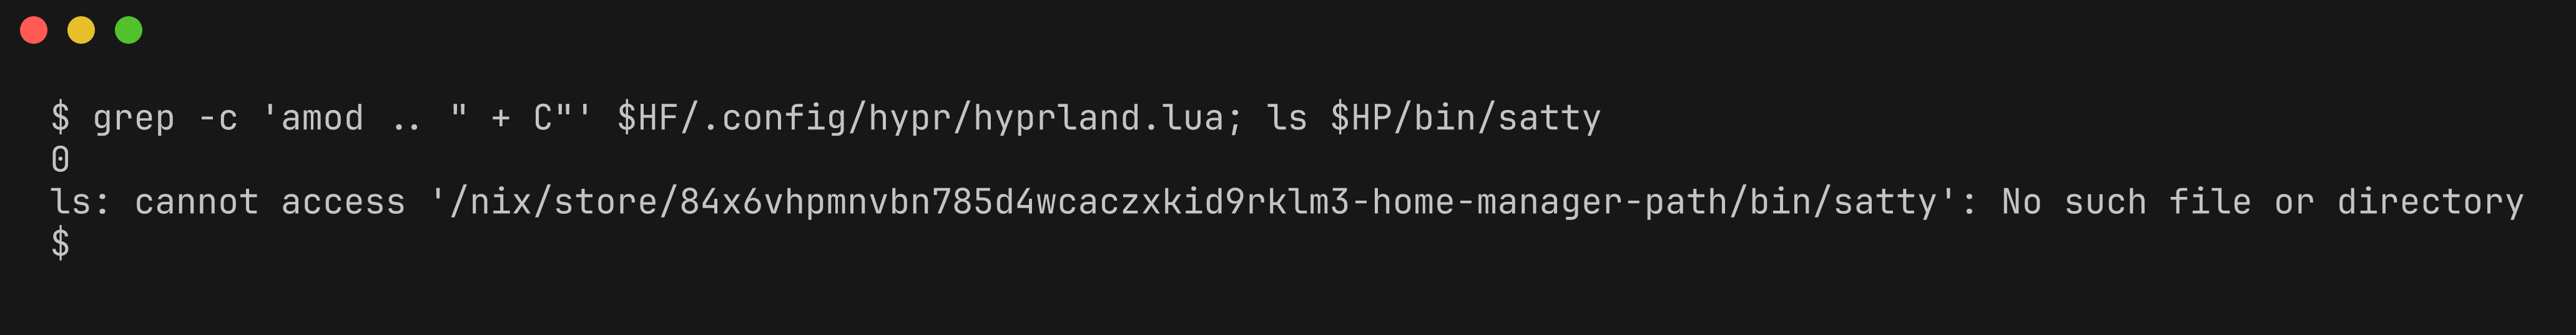 $ grep -c 'amod .. " + C"' $HF/.config/hypr/hyprland.lua; ls $HP/bin/satty
0
ls: cannot access '/nix/store/84x6vhpmnvbn785d4wcaczxkid9rklm3-home-manager-path/bin/satty': No such file or directory
$